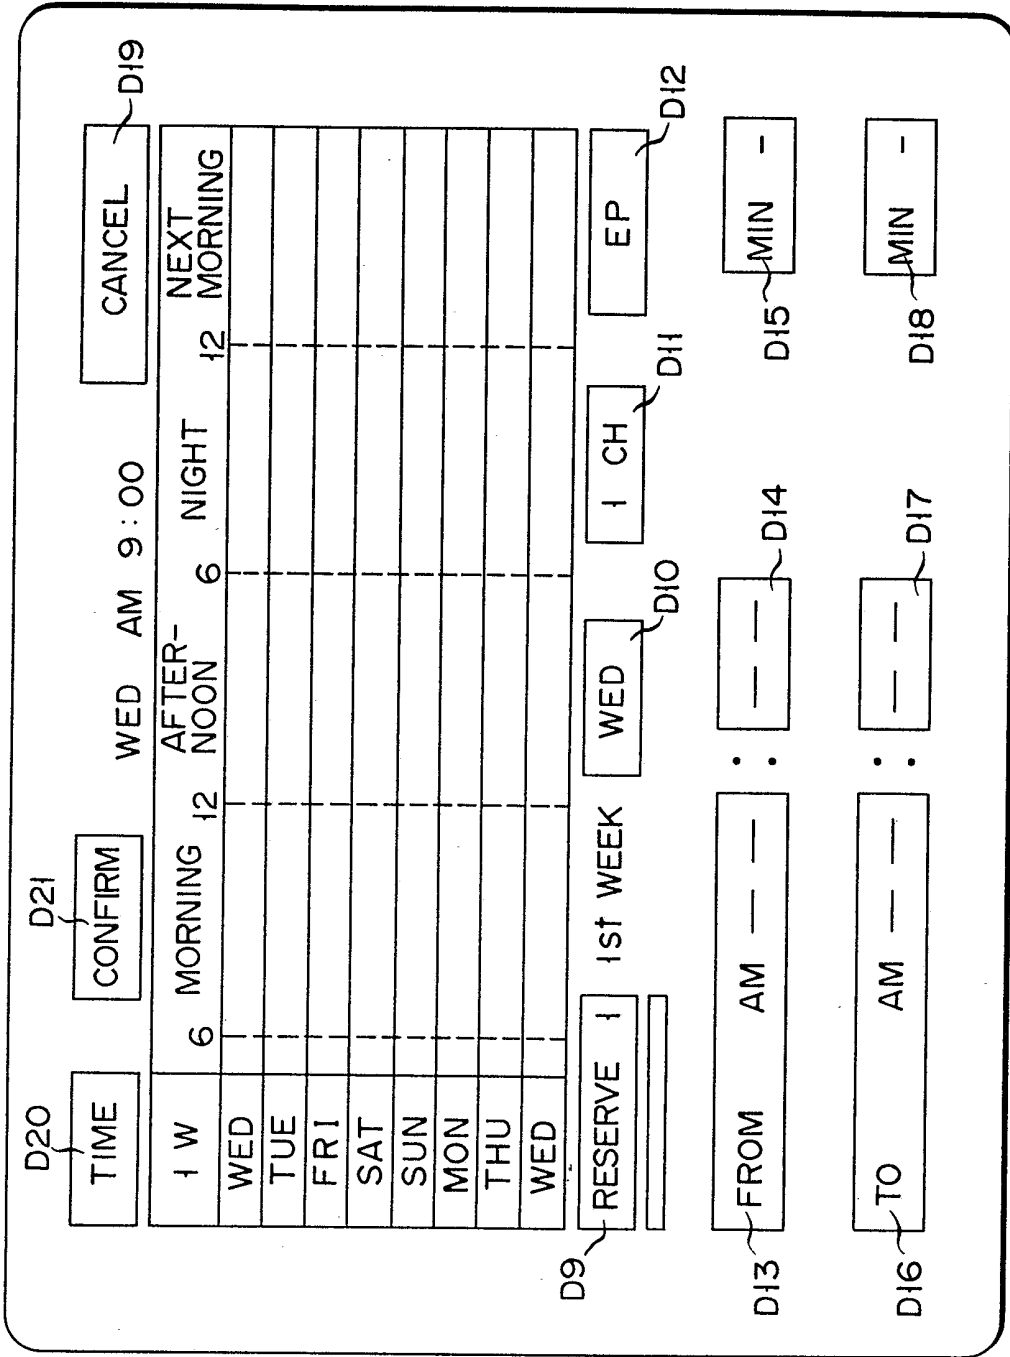 D20 D21 D19
TIME CONFIRM WED AM 9:00 CANCEL
1 W MORNING AFTER-NOON NIGHT NEXT MORNING
6 12 6 12
WED
TUE
FRI
SAT
SUN
MON
THU
WED
D9 RESERVE 1 1st WEEK WED D10 1 CH D11 EP D12
D13 FROM AM — — : — — D14 D15 MIN -
D16 TO AM — — : — — D17 D18 MIN -